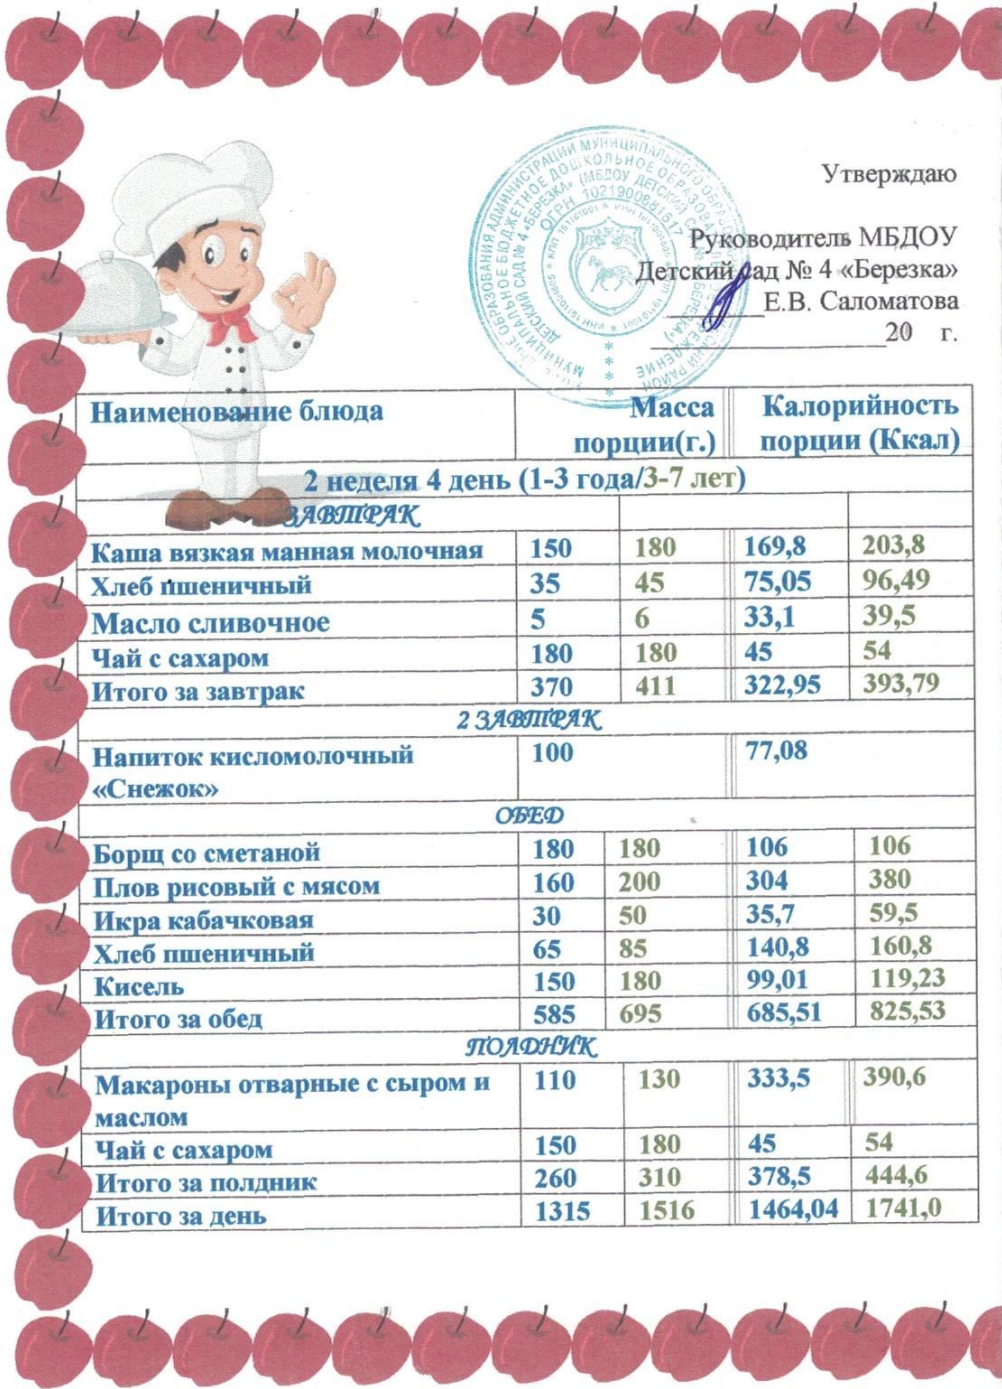 Утверждаю
Руководитель МБДОУ
Детский сад № 4 «Березка»
Е.В. Саломатова
20 г.
ОГРН 1021900881617
Наименование блюда Масса порции(г.) Калорийность порции (Ккал)
2 неделя 4 день (1-3 года/3-7 лет)
ЗАВТРАК
Каша вязкая манная молочная 150 180 169,8 203,8
Хлеб пшеничный 35 45 75,05 96,49
Масло сливочное 5 6 33,1 39,5
Чай с сахаром 180 180 45 54
Итого за завтрак 370 411 322,95 393,79
2 ЗАВТРАК
Напиток кисломолочный 100 77,08
«Снежок»
ОБЕД
Борщ со сметаной 180 180 106 106
Плов рисовый с мясом 160 200 304 380
Икра кабачковая 30 50 35,7 59,5
Хлеб пшеничный 65 85 140,8 160,8
Кисель 150 180 99,01 119,23
Итого за обед 585 695 685,51 825,53
ПОЛДНИК
Макароны отварные с сыром и 110 130 333,5 390,6
маслом
Чай с сахаром 150 180 45 54
Итого за полдник 260 310 378,5 444,6
Итого за день 1315 1516 1464,04 1741,0